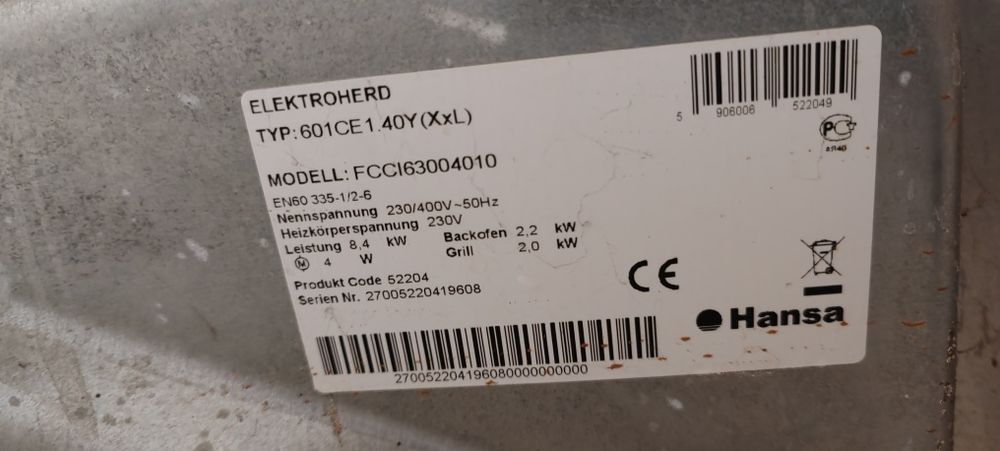 ELEKTROHERD
TYP: 601CE1.40Y(XxL)
MODELL: FCCI63004010
EN60 335-1/2-6
Nennspannung 230/400V~50Hz
Heizkörperspannung 230V
Leistung 8,4 kW Backofen 2,2 kW
M 4 W Grill 2,0 kW
Produkt Code 52204
Serien Nr. 27005220419608
270052204196080000000000
5 906006 522049
CE
Hansa